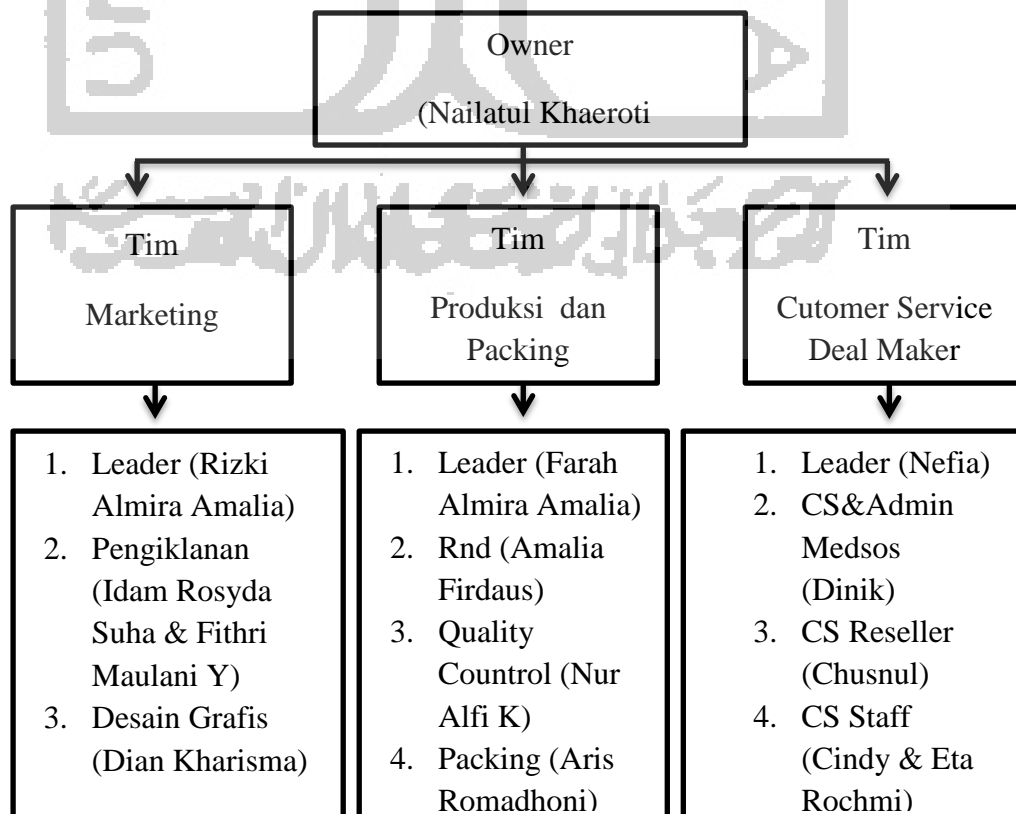 Owner
(Nailatul Khaeroti
Tim
Marketing
Tim
Produksi dan
Packing
Tim
Cutomer Service
Deal Maker
1. Leader (Rizki
Almira Amalia)
2. Pengiklanan
(Idam Rosyda
Suha & Fithri
Maulani Y)
3. Desain Grafis
(Dian Kharisma)
1. Leader (Farah
Almira Amalia)
2. Rnd (Amalia
Firdaus)
3. Quality
Countrol (Nur
Alfi K)
4. Packing (Aris
Romadhoni)
1. Leader (Nefia)
2. CS&Admin
Medsos
(Dinik)
3. CS Reseller
(Chusnul)
4. CS Staff
(Cindy & Eta
Rochmi)